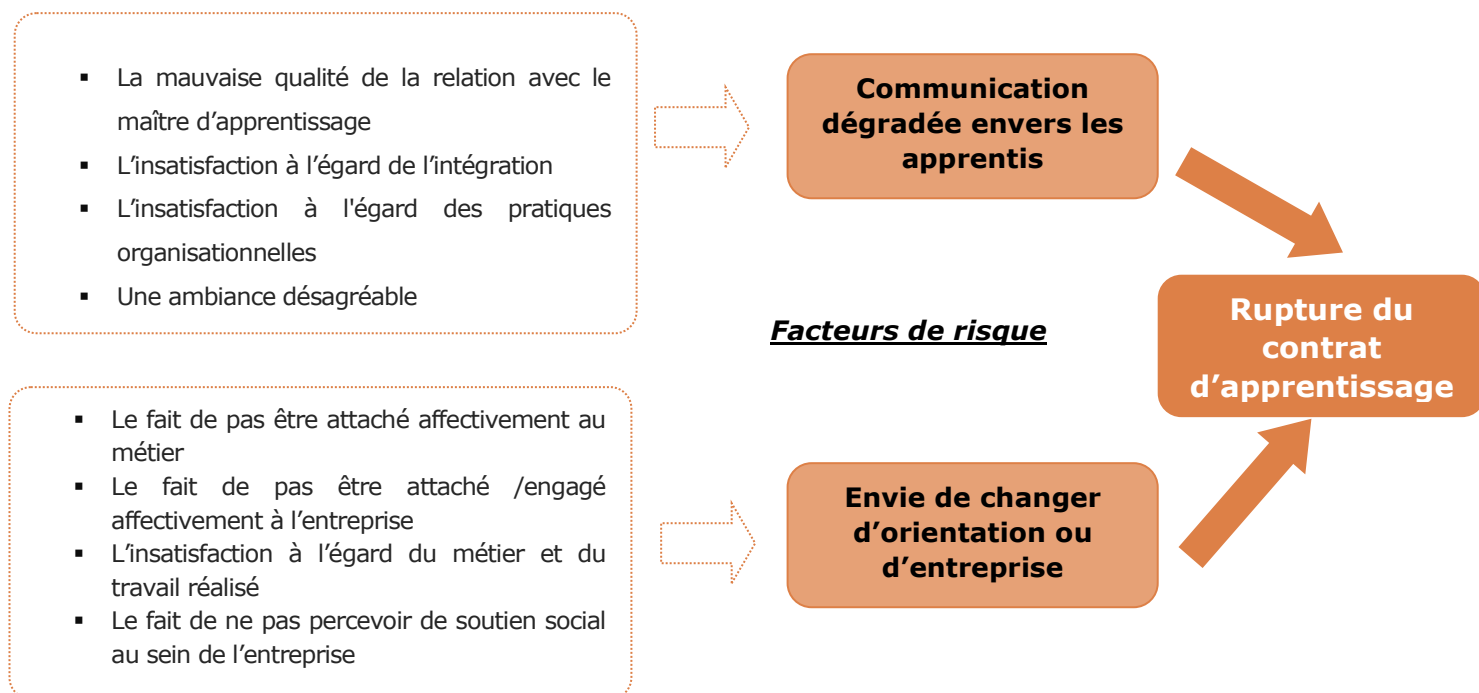 ▪ La mauvaise qualité de la relation avec le
maître d’apprentissage
▪ L’insatisfaction à l’égard de l’intégration
▪ L’insatisfaction à l'égard des pratiques
organisationnelles
▪ Une ambiance désagréable
Communication
dégradée envers les
apprentis
Facteurs de risque
Rupture du
contrat
d’apprentissage
▪ Le fait de pas être attaché affectivement au
métier
▪ Le fait de pas être attaché /engagé
affectivement à l’entreprise
▪ L’insatisfaction à l’égard du métier et du
travail réalisé
▪ Le fait de ne pas percevoir de soutien social
au sein de l’entreprise
Envie de changer
d’orientation ou
d’entreprise